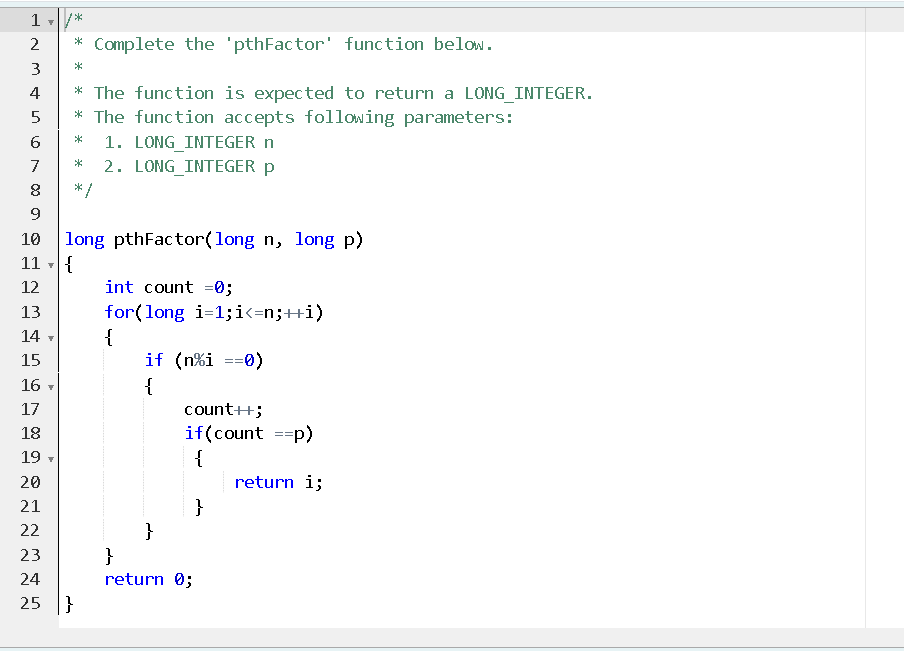 1 /*
2  * Complete the 'pthFactor' function below.
3  *
4  * The function is expected to return a LONG_INTEGER.
5  * The function accepts following parameters:
6  *  1. LONG_INTEGER n
7  *  2. LONG_INTEGER p
8  */
9
10 long pthFactor(long n, long p)
11 {
12     int count =0;
13     for(long i=1;i<=n;++i)
14     {
15         if (n%i ==0)
16         {
17             count++;
18             if(count ==p)
19              {
20                  return i;
21              }
22         }
23     }
24     return 0;
25 }